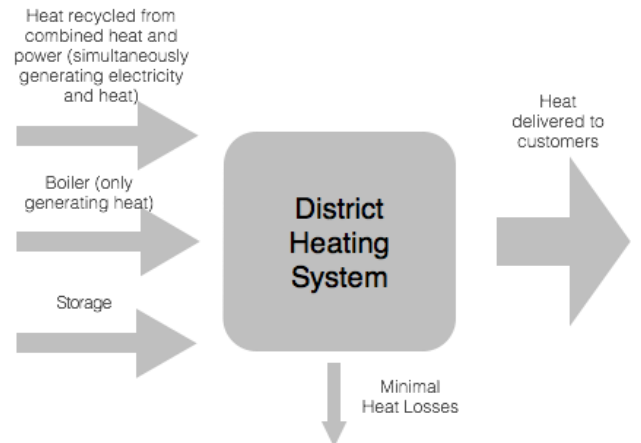 Heat recycled from
combined heat and
power (simultaneously
generating electricity
and heat)
Boiler (only
generating heat)
Storage
District
Heating
System
Heat
delivered to
customers
Minimal
Heat Losses